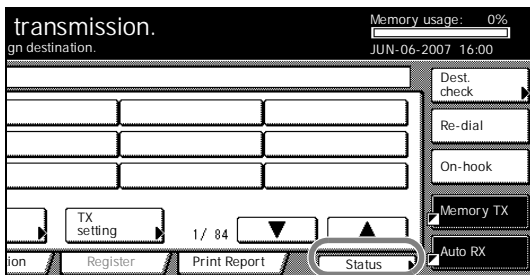 transmission.
gn destination.
Memory usage: 0%
JUN-06-2007 16:00
Dest.
check
Re-dial
On-hook
Memory TX
Auto RX
TX
setting
1/ 84
ion
Register
Print Report
Status